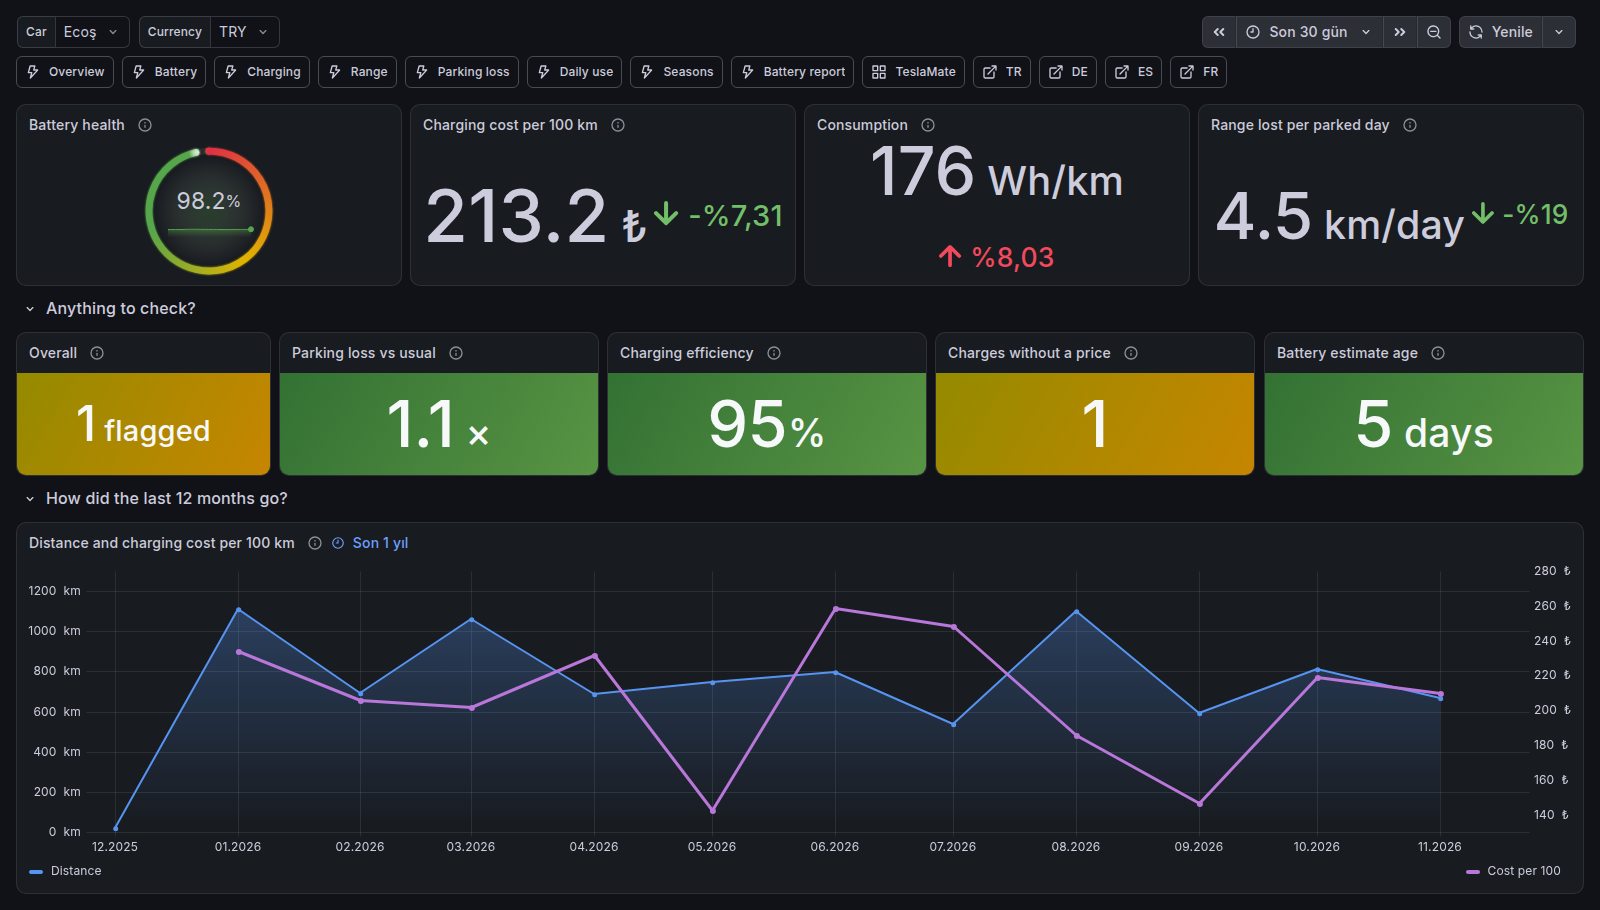 Car Ecoş Currency TRY Son 30 gün Yenile
Overview Battery Charging Range Parking loss Daily use Seasons Battery report TeslaMate TR DE ES FR
Battery health
98.2%
Charging cost per 100 km
213.2 ₺ -%7,31
Consumption
176 Wh/km
%8,03
Range lost per parked day
4.5 km/day -%19
Anything to check?
Overall
1 flagged
Parking loss vs usual
1.1 ×
Charging efficiency
95%
Charges without a price
1
Battery estimate age
5 days
How did the last 12 months go?
Distance and charging cost per 100 km Son 1 yıl
1200 km
1000 km
800 km
600 km
400 km
200 km
0 km
280 ₺
260 ₺
240 ₺
220 ₺
200 ₺
180 ₺
160 ₺
140 ₺
12.2025 01.2026 02.2026 03.2026 04.2026 05.2026 06.2026 07.2026 08.2026 09.2026 10.2026 11.2026
Distance Cost per 100